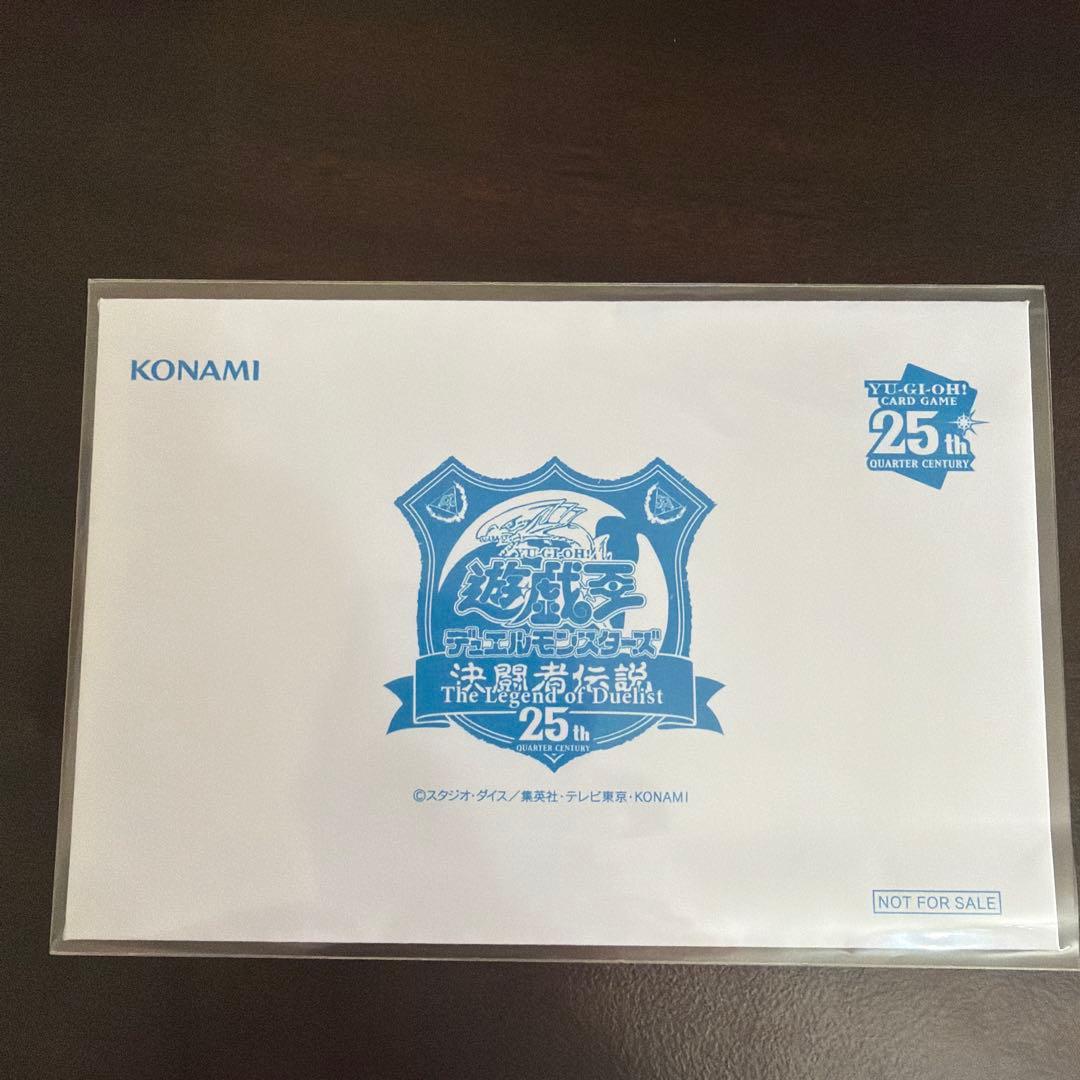 KONAMI
YU-GI-OH!
CARD GAME
25th
QUARTER CENTURY
YU-GI-OH!
遊戯王
デュエルモンスターズ
決闘者伝説
The Legend of Duelist
25th
QUARTER CENTURY
©スタジオ・ダイス／集英社・テレビ東京・KONAMI
NOT FOR SALE